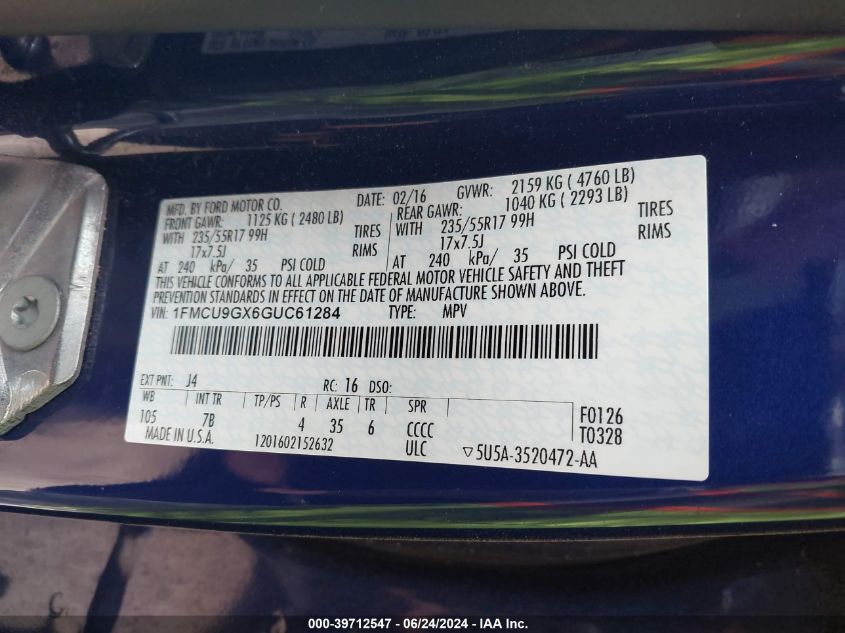 MFD. BY FORD MOTOR CO. DATE: 02/16 GVWR: 2159 KG ( 4760 LB)
FRONT GAWR: 1125 KG ( 2480 LB) REAR GAWR: 1040 KG ( 2293 LB)
WITH 235/55R17 99H TIRES WITH 235/55R17 99H TIRES
17x7.5J RIMS 17x7.5J RIMS
AT 240 kPa/ 35 PSI COLD AT 240 kPa/ 35 PSI COLD
THIS VEHICLE CONFORMS TO ALL APPLICABLE FEDERAL MOTOR VEHICLE SAFETY AND THEFT
PREVENTION STANDARDS IN EFFECT ON THE DATE OF MANUFACTURE SHOWN ABOVE.
VIN: 1FMCU9GX6GUC61284 TYPE: MPV
EXT PNT: J4 RC: 16 DSO:
WB INT TR TP/PS R AXLE TR SPR
105 7B 4 35 6 CCCC F0126
MADE IN U.S.A. 1201602152632 ULC ▽5U5A-3520472-AA T0328
000-39712547 - 06/24/2024 - IAA Inc.